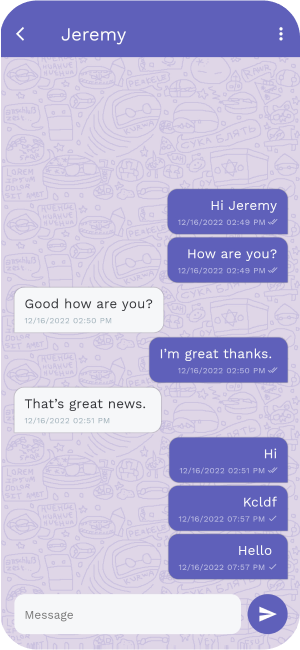 Jeremy
Hi Jeremy
12/16/2022 02:49 PM
How are you?
12/16/2022 02:49 PM
Good how are you?
12/16/2022 02:50 PM
I'm great thanks.
12/16/2022 02:50 PM
That's great news.
12/16/2022 02:51 PM
Hi
12/16/2022 02:51 PM
Kcldf
12/16/2022 07:57 PM
Hello
12/16/2022 07:57 PM
Message